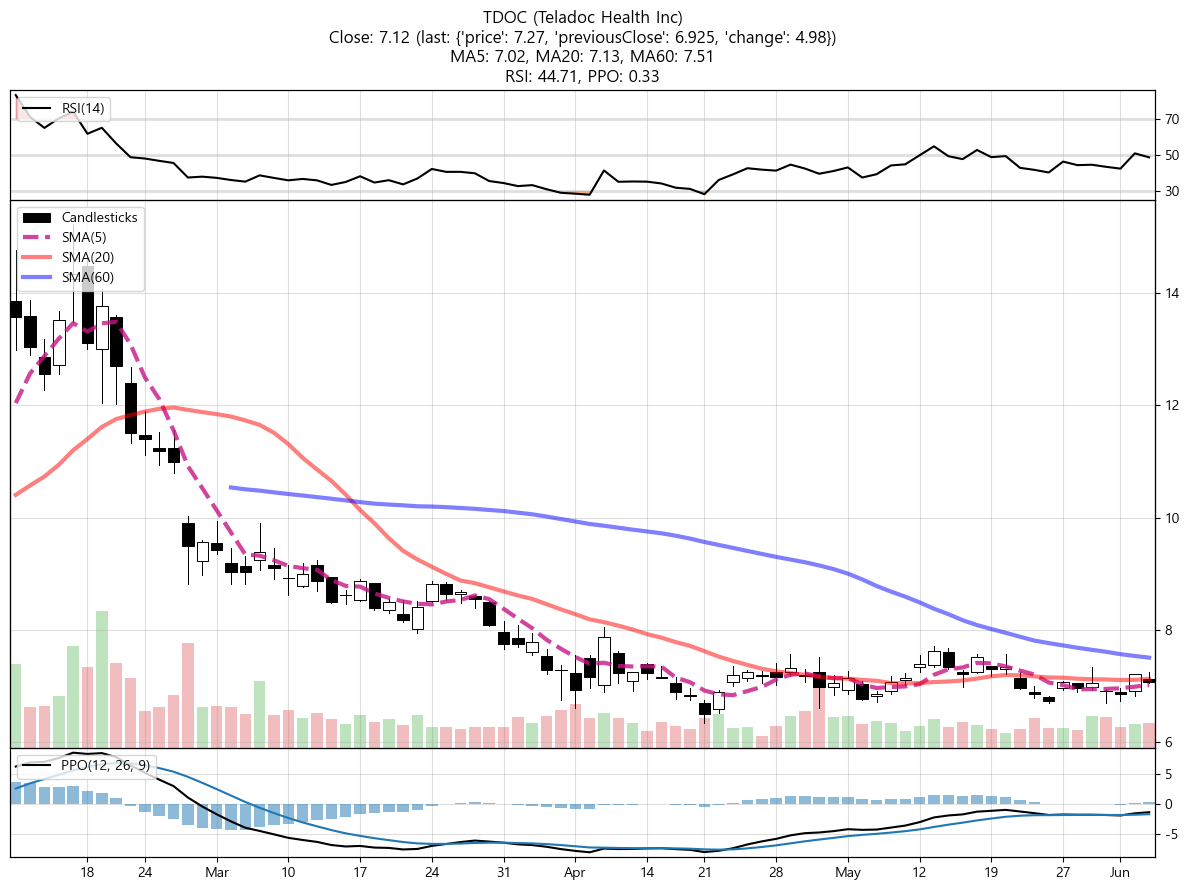 TDOC (Teladoc Health Inc)
Close: 7.12 (last: {'price': 7.27, 'previousClose': 6.925, 'change': 4.98})
MA5: 7.02, MA20: 7.13, MA60: 7.51
RSI: 44.71, PPO: 0.33
RSI(14)
70
50
30
Candlesticks
SMA(5)
SMA(20)
SMA(60)
14
12
10
8
6
PPO(12, 26, 9)
5
0
-5
18 24 Mar 10 17 24 31 Apr 14 21 28 May 12 19 27 Jun